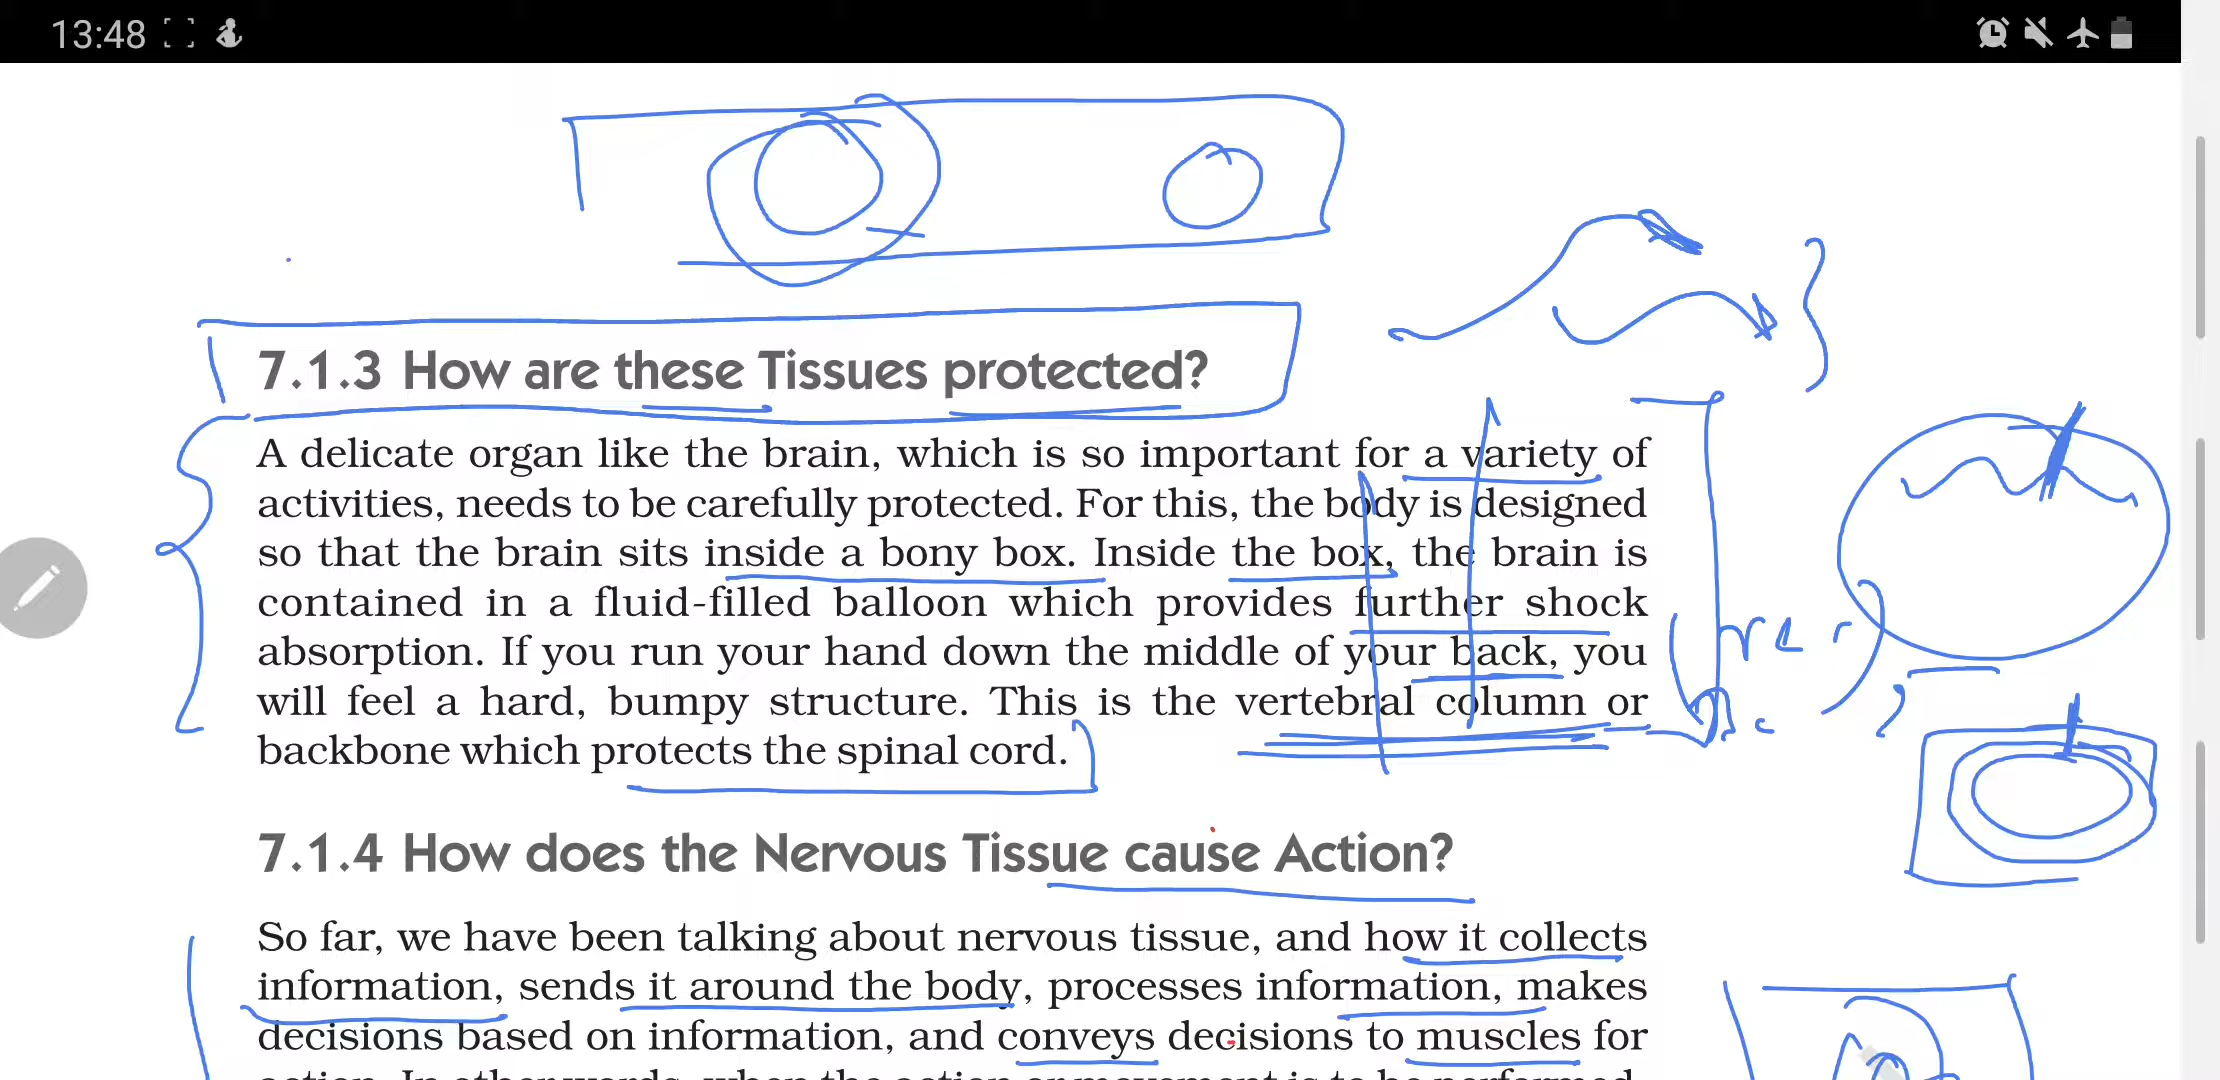 13:48
7.1.3 How are these Tissues protected?
A delicate organ like the brain, which is so important for a variety of
activities, needs to be carefully protected. For this, the body is designed
so that the brain sits inside a bony box. Inside the box, the brain is
contained in a fluid-filled balloon which provides further shock
absorption. If you run your hand down the middle of your back, you
will feel a hard, bumpy structure. This is the vertebral column or
backbone which protects the spinal cord.
7.1.4 How does the Nervous Tissue cause Action?
So far, we have been talking about nervous tissue, and how it collects
information, sends it around the body, processes information, makes
decisions based on information, and conveys decisions to muscles for